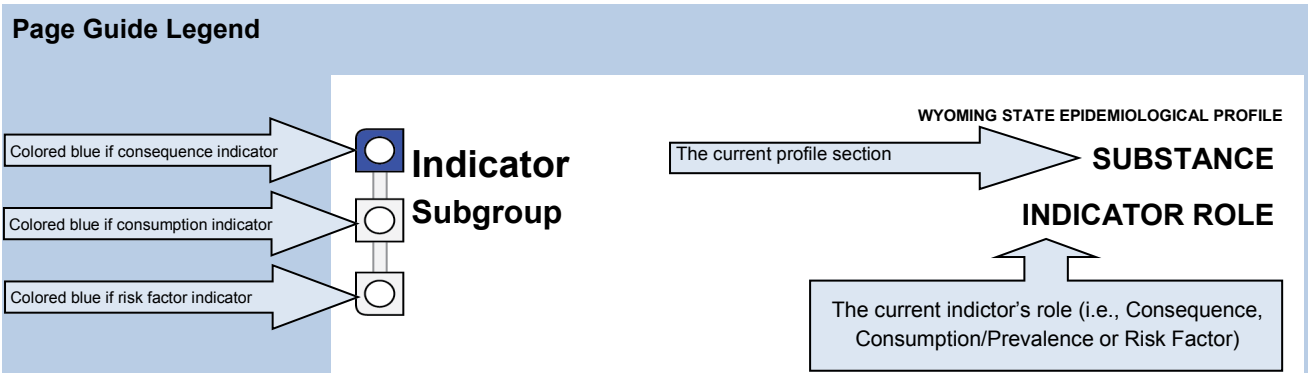 Page Guide Legend
WYOMING STATE EPIDEMIOLOGICAL PROFILE
Colored blue if consequence indicator
Indicator
The current profile section
SUBSTANCE
Colored blue if consumption indicator
Subgroup
INDICATOR ROLE
Colored blue if risk factor indicator
The current indictor's role (i.e., Consequence,
Consumption/Prevalence or Risk Factor)